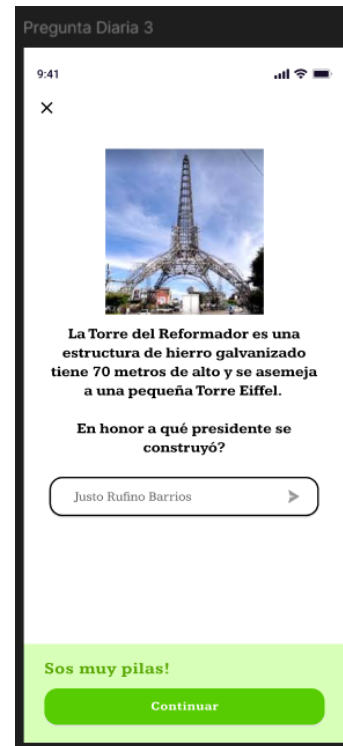 Pregunta Diaria 3
9:41
La Torre del Reformador es una
estructura de hierro galvanizado
tiene 70 metros de alto y se asemeja
a una pequeña Torre Eiffel.
En honor a qué presidente se
construyó?
Justo Rufino Barrios
Sos muy pilas!
Continuar